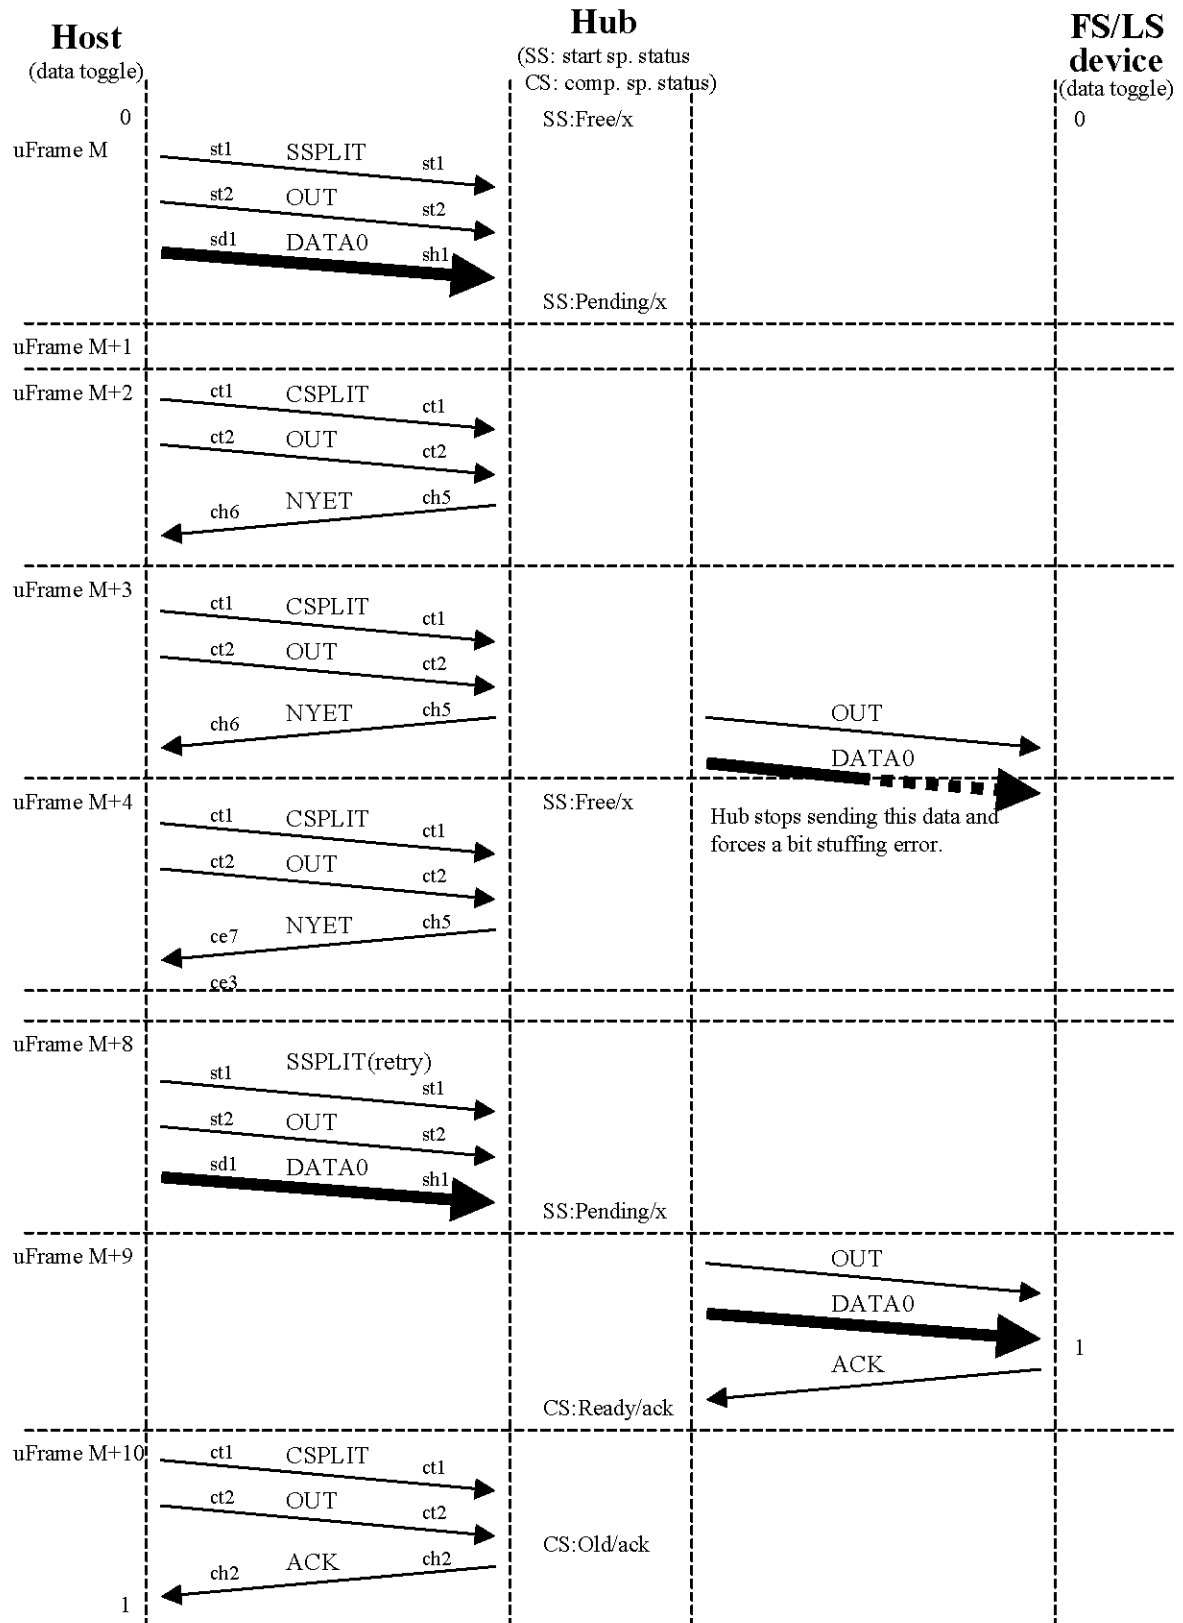 Host
(data toggle)
Hub
(SS: start sp. status
CS: comp. sp. status)
FS/LS
device
(data toggle)
0
SS:Free/x
0
uFrame M
st1 SSPLIT st1
st2 OUT st2
sd1 DATA0 sh1
SS:Pending/x
uFrame M+1
uFrame M+2
ct1 CSPLIT ct1
ct2 OUT ct2
ch6 NYET ch5
uFrame M+3
ct1 CSPLIT ct1
ct2 OUT ct2
ch6 NYET ch5
OUT
DATA0
uFrame M+4
SS:Free/x
Hub stops sending this data and
forces a bit stuffing error.
ct1 CSPLIT ct1
ct2 OUT ct2
ce7 NYET ch5
ce3
uFrame M+8
SSPLIT(retry)
st1 st1
st2 OUT st2
sd1 DATA0 sh1
SS:Pending/x
uFrame M+9
OUT
DATA0
1
ACK
CS:Ready/ack
uFrame M+10
ct1 CSPLIT ct1
ct2 OUT ct2
CS:Old/ack
ch2 ACK ch2
1